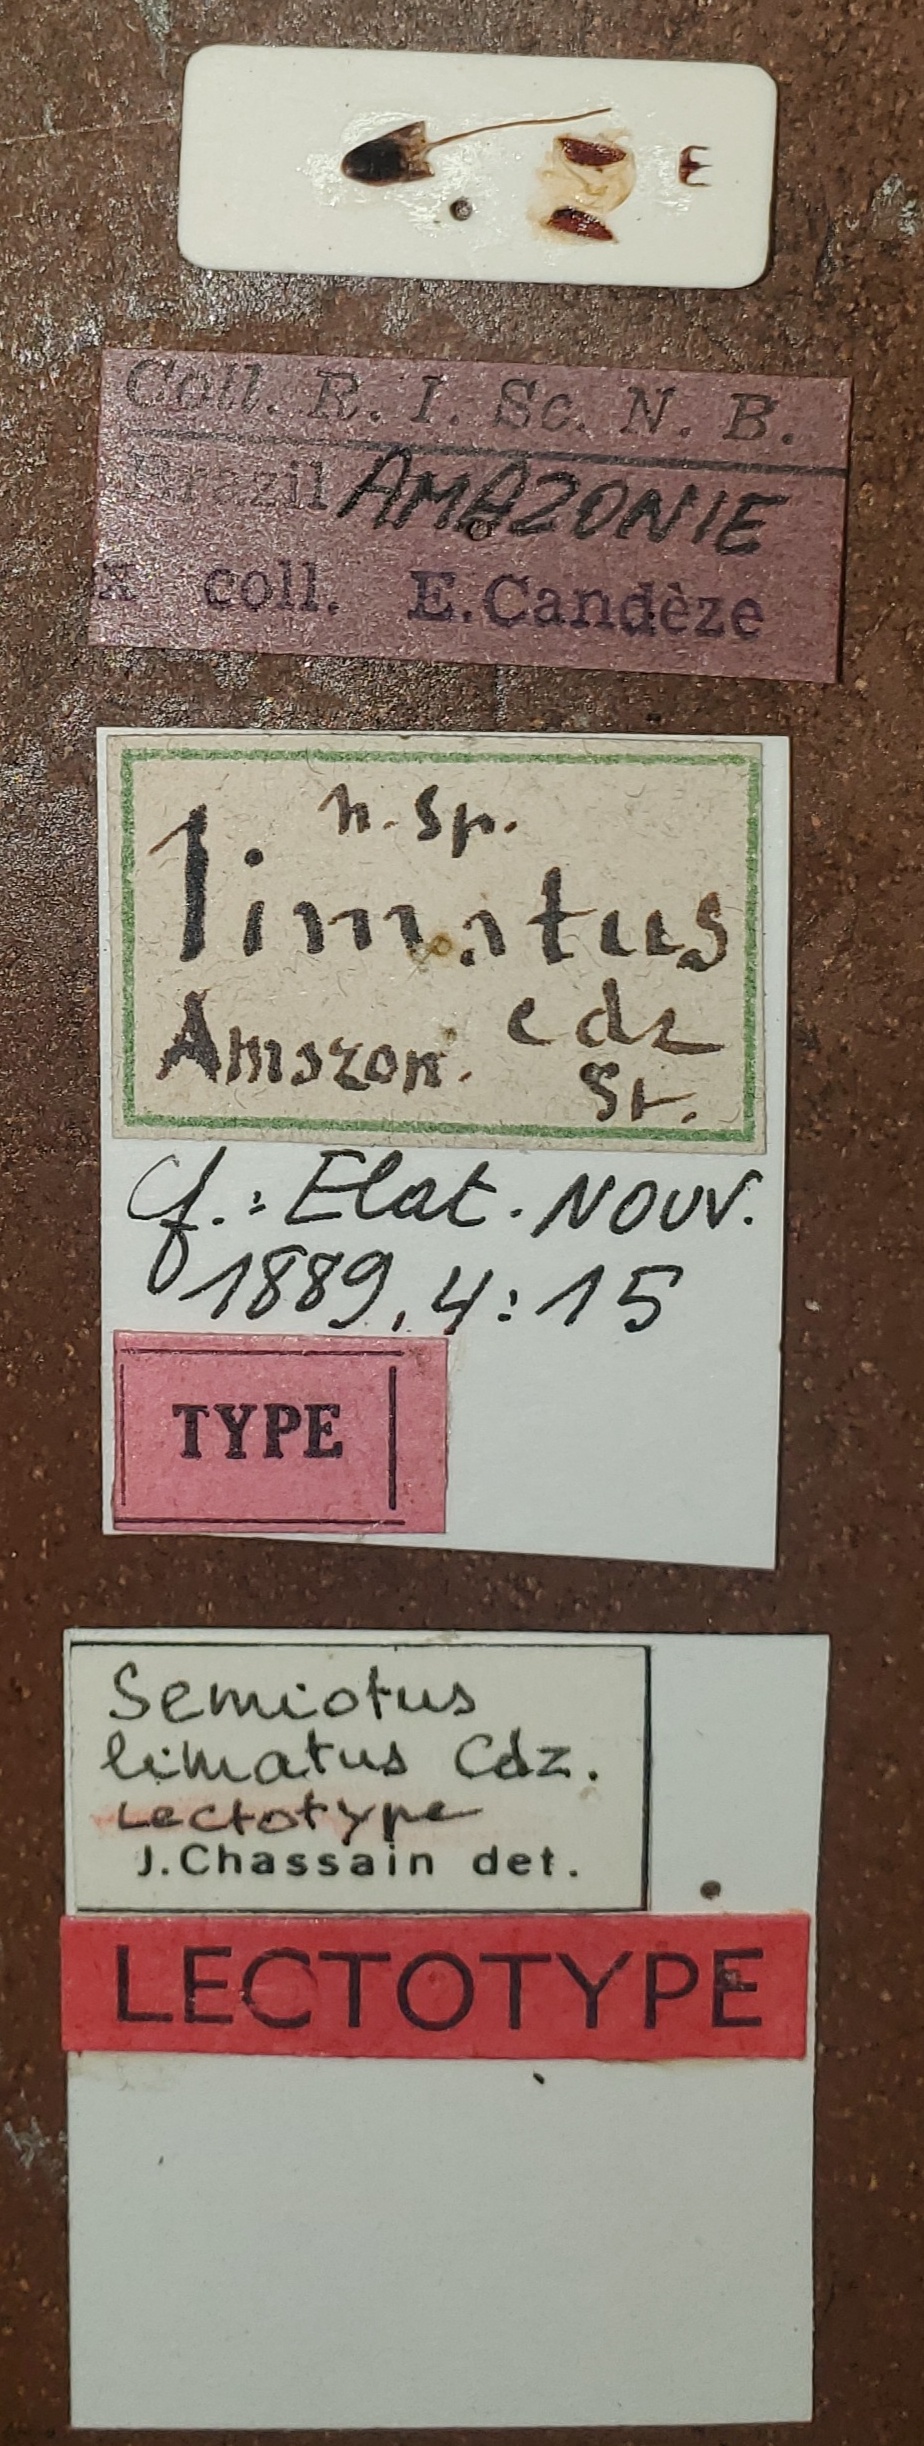 Coll. R. I. Sc. N. B.
Brazil AMAZONIE
x coll. E.Candèze
n. sp.
limatus
Amazon. cdz
Sr.
Cf.: Elat. NOUV.
1889, 4: 15
TYPE
Semiotus
limatus Cdz.
Lectotype
J.Chassain det.
LECTOTYPE